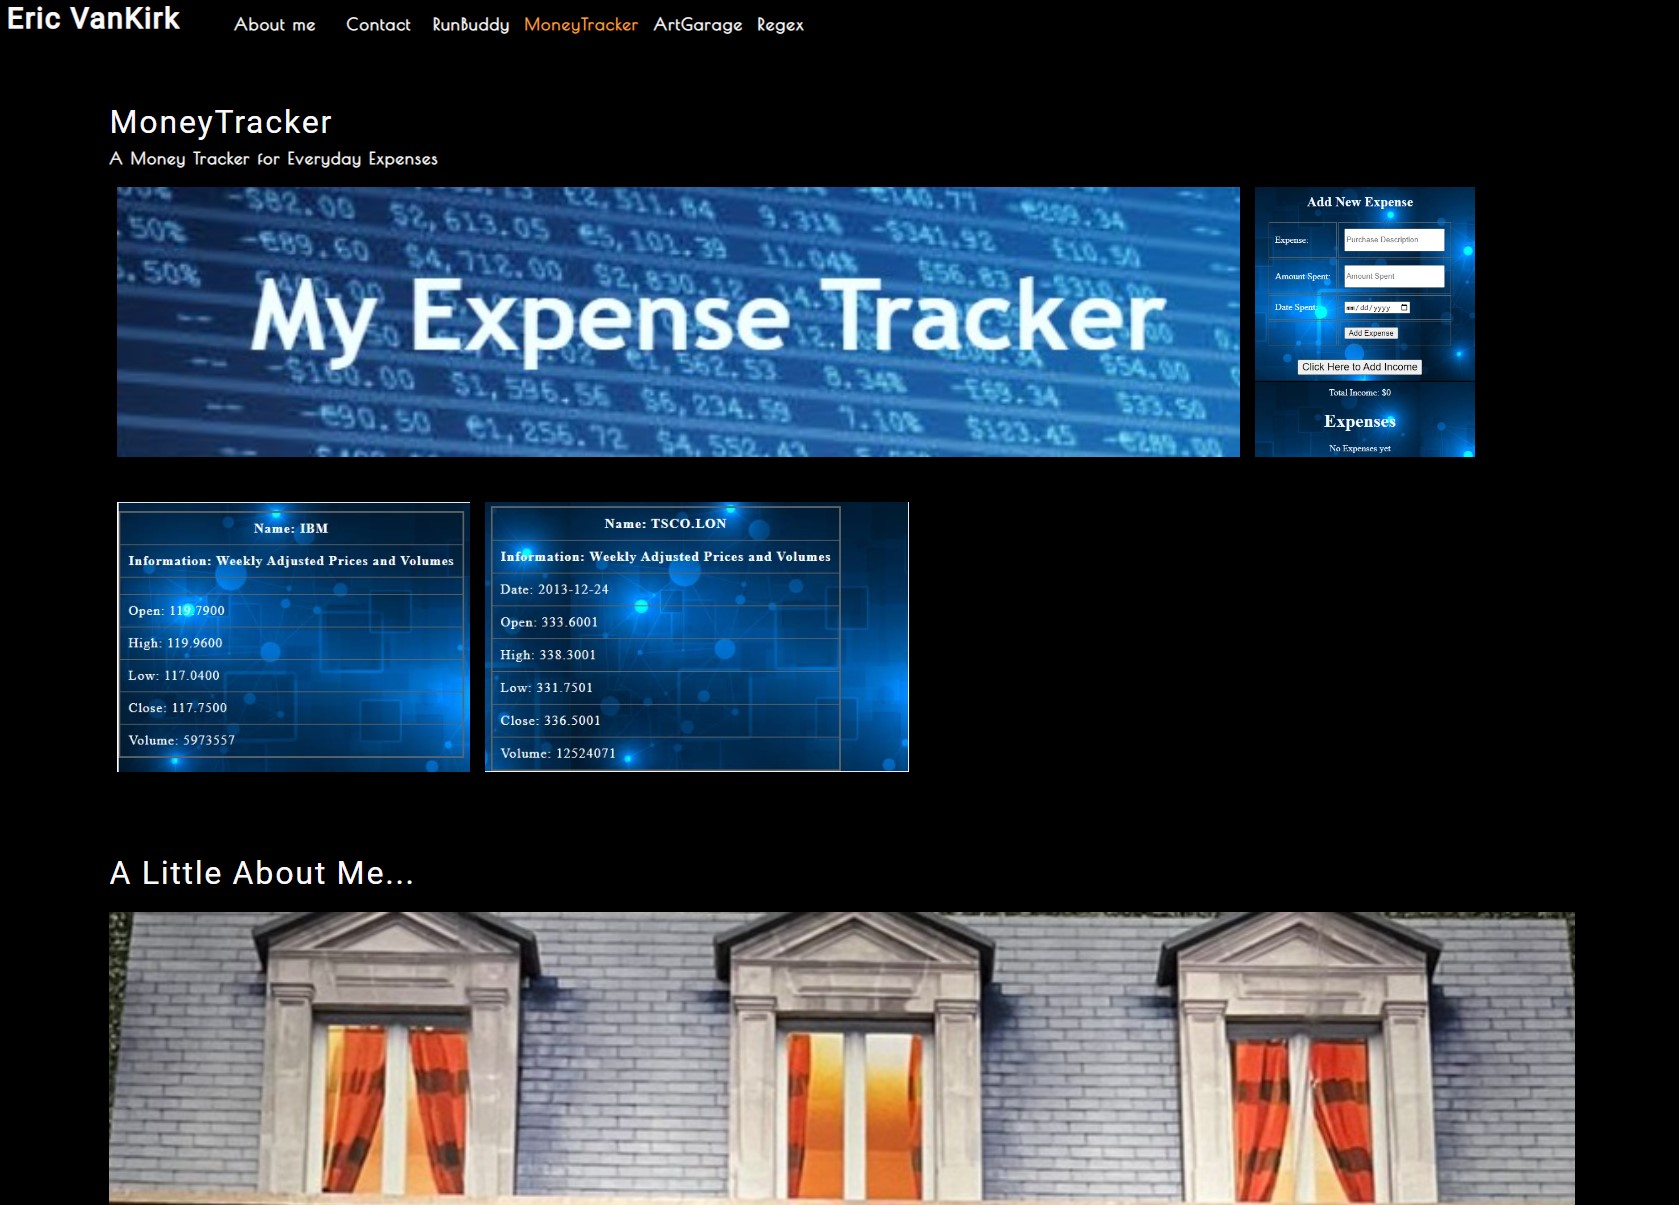 Eric VanKirk
About me Contact RunBuddy MoneyTracker ArtGarage Regex
MoneyTracker
A Money Tracker for Everyday Expenses
-$82.00 $2,613.05 £2,511.84 9.31% -€140.71 -€209.34
50% -€89.60 $4,712.00 €5,101.39 11.04% -$341.92 £10.50
.50% $2,830.12 $56.83
My Expense Tracker
-$160.00 $1,596.56 $6,234.59 8.34% -£69.34 $54.00
-€90.50 €1,256.72 $4,552.43 7.10% $123.45 -€289.00 $33.50
Add New Expense
Expense: Purchase Description
Amount Spent: Amount Spent
Date Spent: mm/dd/yyyy
Add Expense
Click Here to Add Income
Total Income: $0
Expenses
No Expenses yet
Name: IBM
Information: Weekly Adjusted Prices and Volumes
Open: 119.7900
High: 119.9600
Low: 117.0400
Close: 117.7500
Volume: 5973557
Name: TSCO.LON
Information: Weekly Adjusted Prices and Volumes
Date: 2013-12-24
Open: 333.6001
High: 338.3001
Low: 331.7501
Close: 336.5001
Volume: 12524071
A Little About Me...